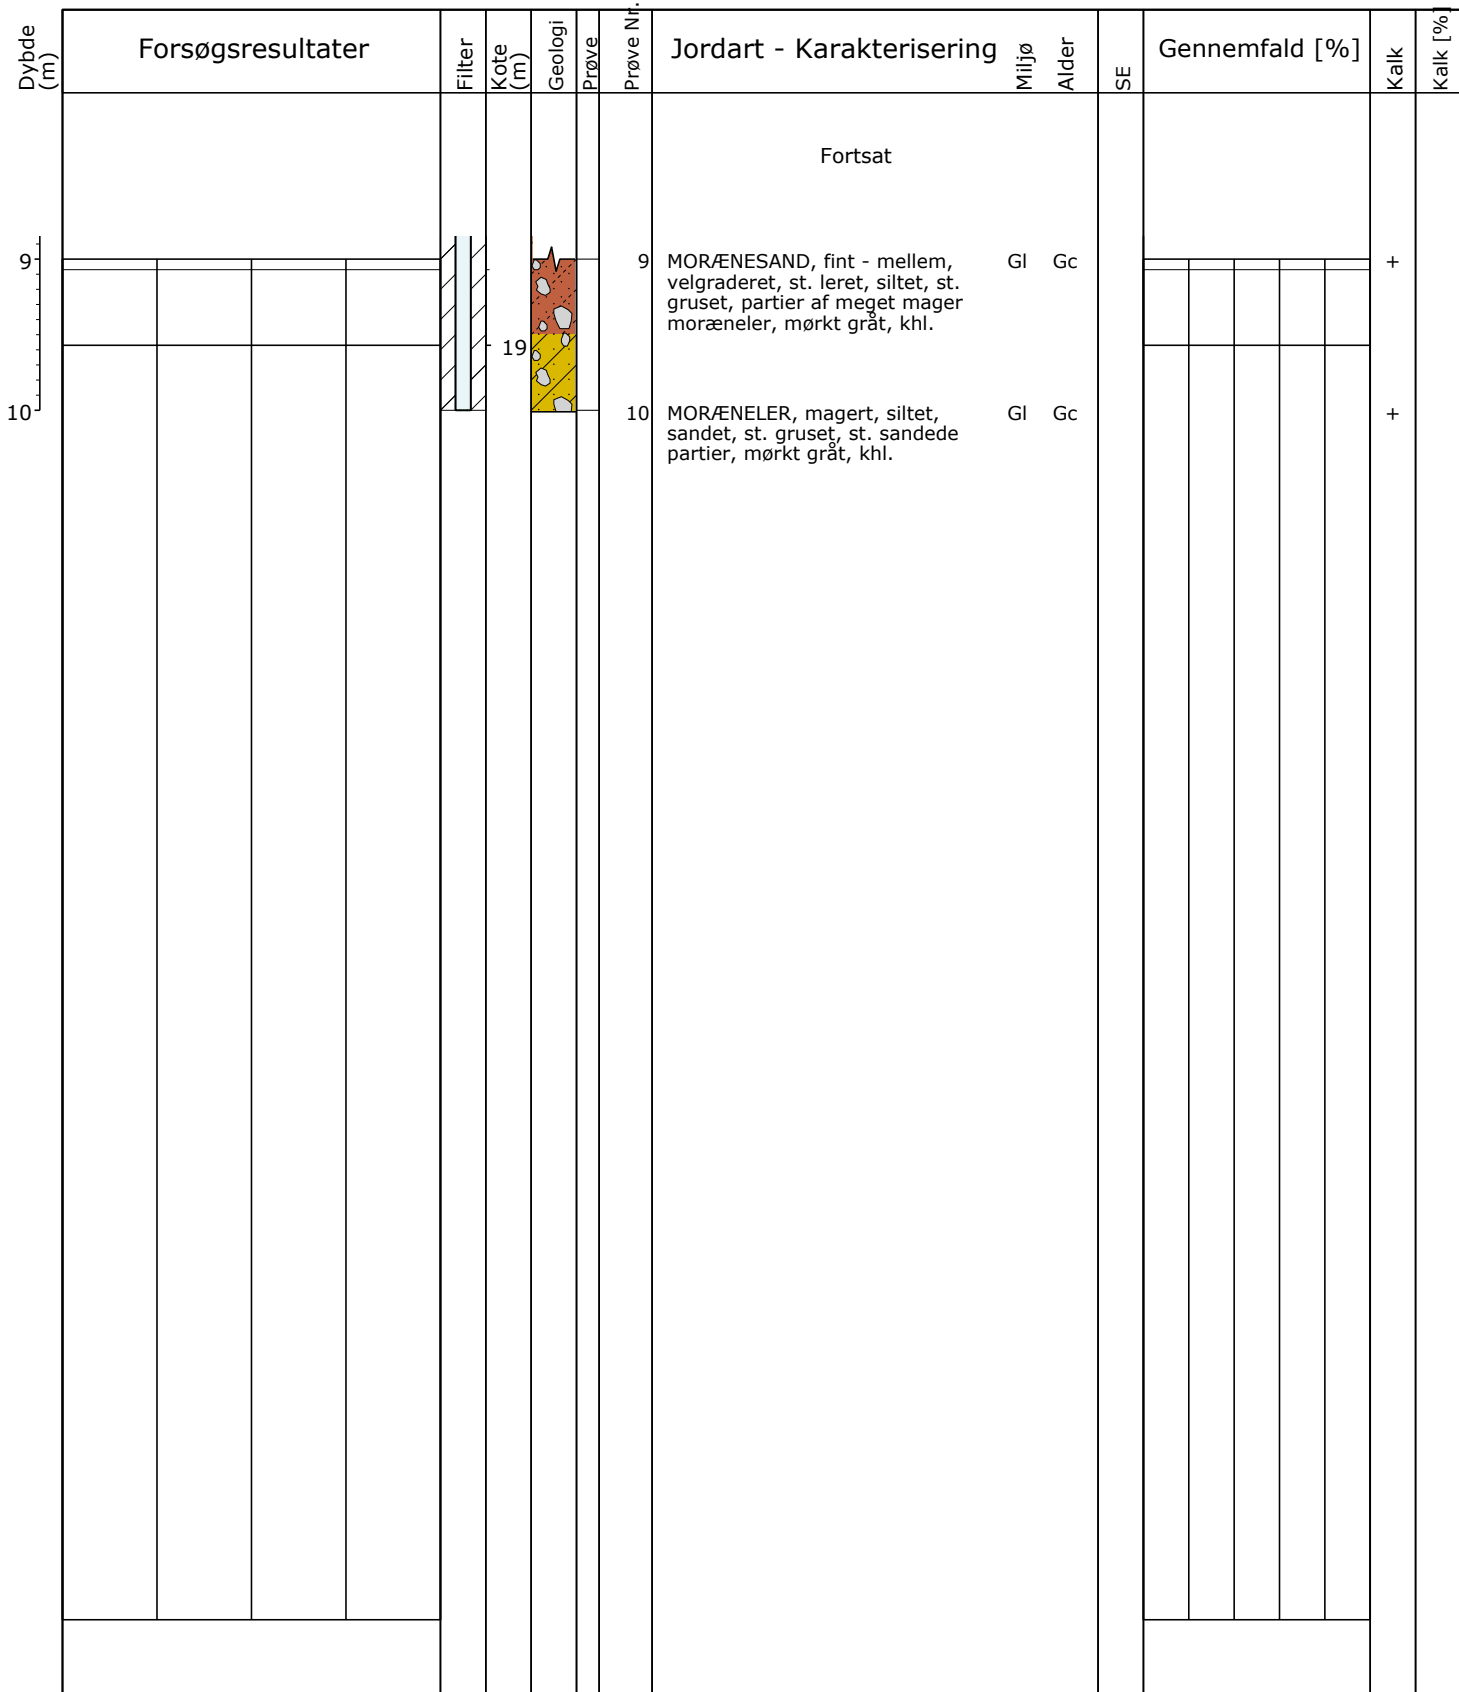 Dybde
(m)
Forsøgsresultater
Filter
Kote
(m)
Geologi
Prøve
Prøve Nr.
Jordart - Karakterisering
Miljø
Alder
SE
Gennemfald [%]
Kalk
Kalk [%]
Fortsat
9
9
MORÆNESAND, fint - mellem,
velgraderet, st. leret, siltet, st.
gruset, partier af meget mager
moræneler, mørkt gråt, khl.
Gl
Gc
+
19
10
10
MORÆNELER, magert, siltet,
sandet, st. gruset, st. sandede
partier, mørkt gråt, khl.
Gl
Gc
+